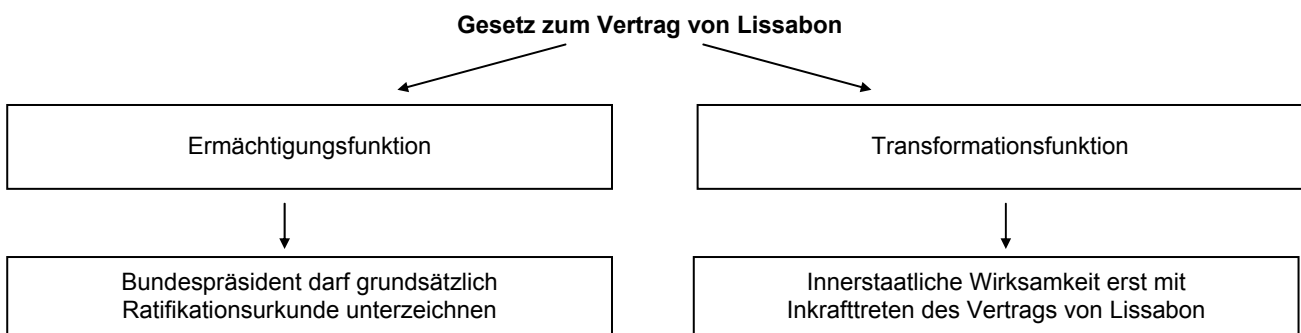 Gesetz zum Vertrag von Lissabon
Ermächtigungsfunktion
Transformationsfunktion
Bundespräsident darf grundsätzlich
Ratifikationsurkunde unterzeichnen
Innerstaatliche Wirksamkeit erst mit
Inkrafttreten des Vertrags von Lissabon